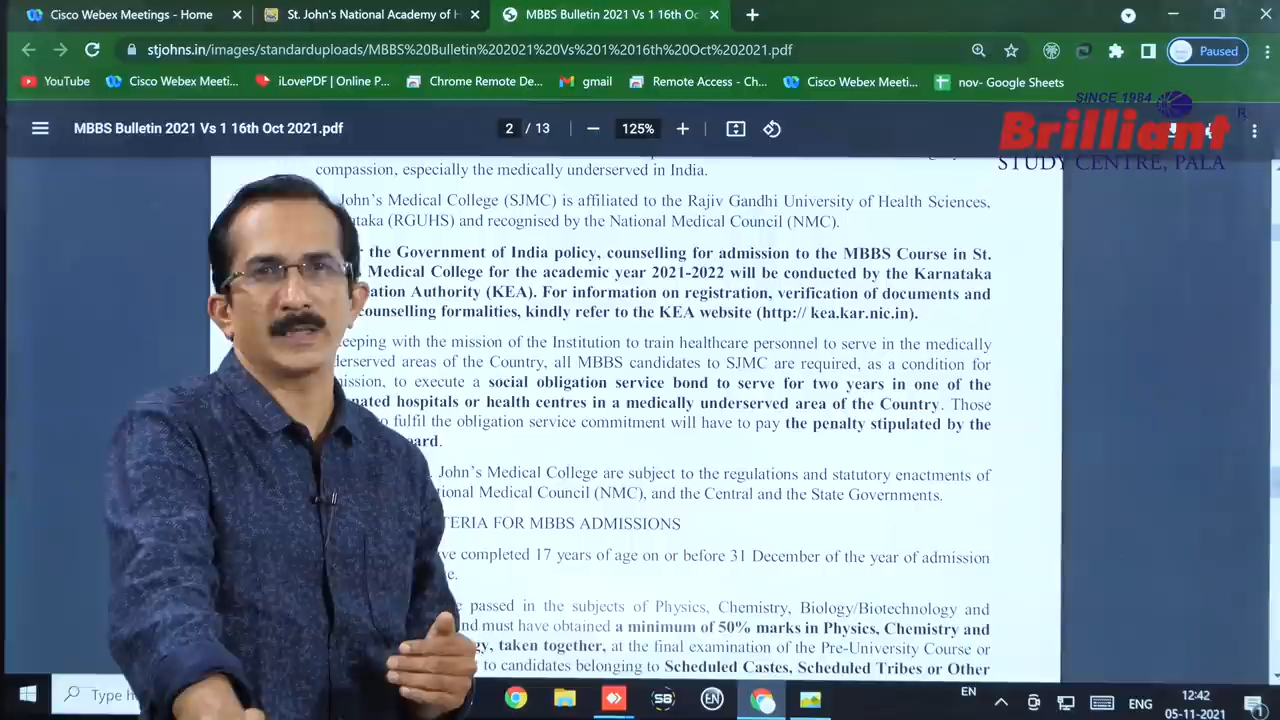 Cisco Webex Meetings - Home
St. John's National Academy of H
MBBS Bulletin 2021 Vs 1 16th Oc
stjohns.in/images/standarduploads/MBBS%20Bulletin%202021%20Vs%201%2016th%20Oct%202021.pdf
Paused
YouTube
Cisco Webex Meeti...
iLovePDF | Online P...
Chrome Remote De...
gmail
Remote Access - Ch...
Cisco Webex Meeti...
nov- Google Sheets
SINCE 1984
Brilliant
R
STUDY CENTRE, PALA
MBBS Bulletin 2021 Vs 1 16th Oct 2021.pdf
2 / 13
125%
compassion, especially the medically underserved in India.
John's Medical College (SJMC) is affiliated to the Rajiv Gandhi University of Health Sciences,
(RGUHS) and recognised by the National Medical Council (NMC).
the Government of India policy, counselling for admission to the MBBS Course in St.
Medical College for the academic year 2021-2022 will be conducted by the Karnataka
Authority (KEA). For information on registration, verification of documents and
counselling formalities, kindly refer to the KEA website (http:// kea.kar.nic.in).
with the mission of the Institution to train healthcare personnel to serve in the medically
areas of the Country, all MBBS candidates to SJMC are required, as a condition for
to execute a social obligation service bond to serve for two years in one of the
hospitals or health centres in a medically underserved area of the Country. Those
fulfil the obligation service commitment will have to pay the penalty stipulated by the
John's Medical College are subject to the regulations and statutory enactments of
Medical Council (NMC), and the Central and the State Governments.
FOR MBBS ADMISSIONS
completed 17 years of age on or before 31 December of the year of admission
passed in the subjects of Physics, Chemistry, Biology/Biotechnology and
must have obtained a minimum of 50% marks in Physics, Chemistry and
taken together, at the final examination of the Pre-University Course or
to candidates belonging to Scheduled Castes, Scheduled Tribes or Other
Type h
SB
EN
EN
ENG
12:42
05-11-2021
1